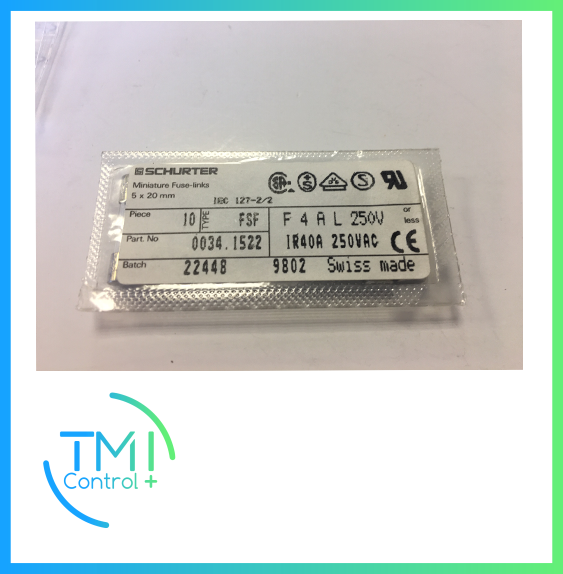 SCHURTER
Miniature Fuse-links
5 x 20 mm
IEC 127-2/2
Piece 10 TYPE FSF F 4 A L 250V or less
Part. No 0034.1522 IR40A 250VAC CE
Batch 22448 9802 Swiss made
TMI
Control +